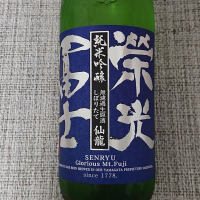 榮光
冨士
純米吟醸
無濾過生原酒
しぼりたて
仙龍
SENRYU
Glorious Mt.Fuji
since 1778.